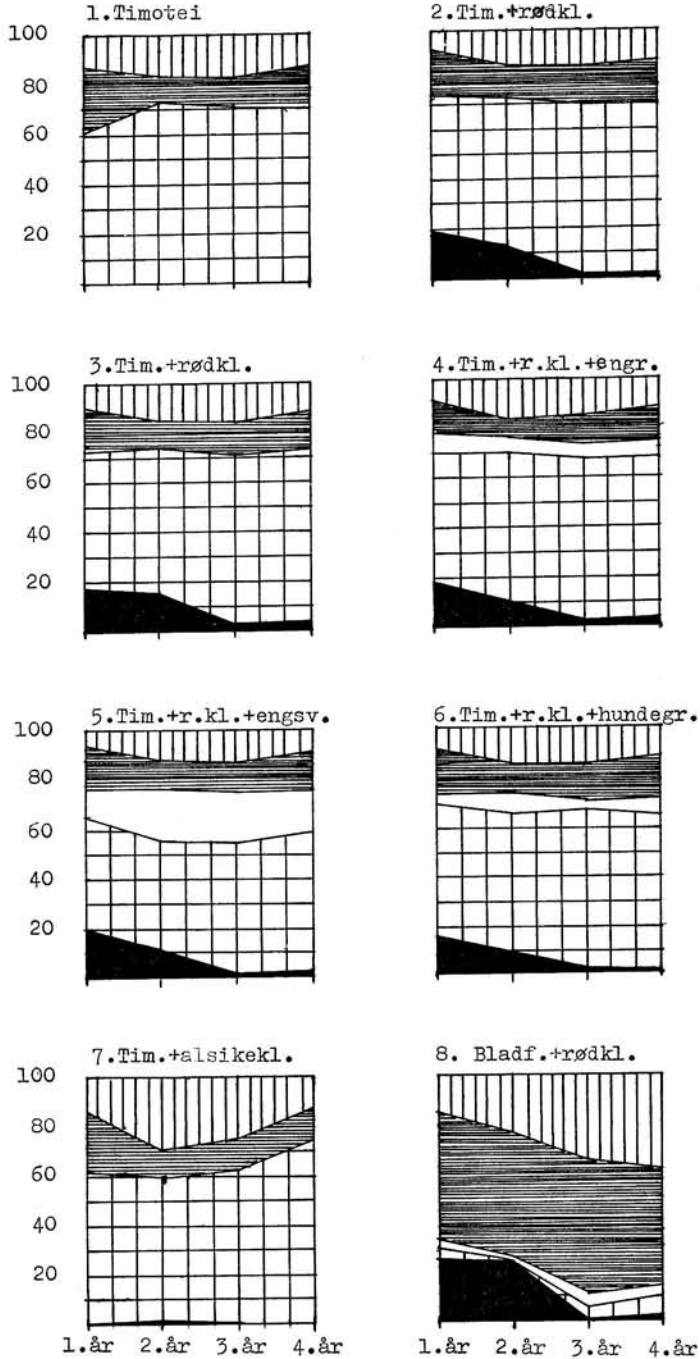 1.Timotei
2.Tim.+rødkl.
100
80
60
40
20
3.Tim.+rødkl.
4.Tim.+r.kl.+engr.
100
80
60
40
20
5.Tim.+r.kl.+engsv.
6.Tim.+r.kl.+hundegr.
100
80
60
40
20
7.Tim.+alsikekl.
8. Bladf.+rødkl.
100
80
60
40
20
1.år 2.år 3.år 4.år 1.år 2.år 3.år 4.år